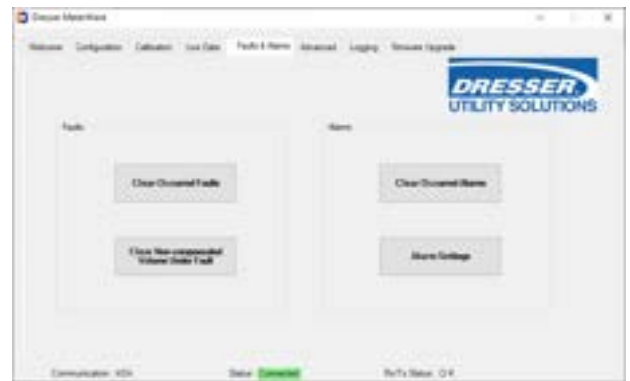 Dresser MeterWare
Welcome Configuration Calibration Live Data Faults & Alarms Advanced Logging Firmware Upgrade
DRESSER
UTILITY SOLUTIONS
Faults
Alarms
Clear Occurred Faults
Clear Occurred Alarms
Clear Non-compensated
Volume Under Fault
Alarm Settings
Communication
Status Connected
Rx/Tx Status O K